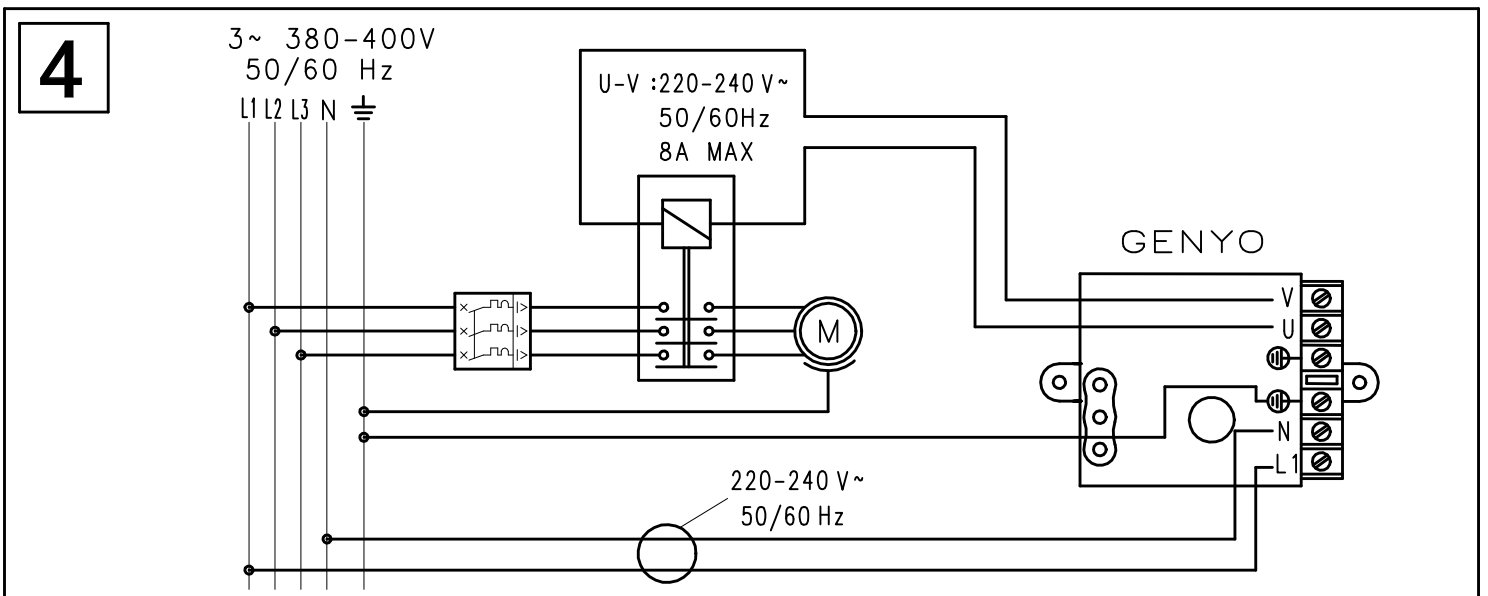 4
3~ 380-400V
50/60 Hz
L1 L2 L3 N
U-V :220-240 V~
50/60Hz
8A MAX
GENYO
V
U
M
N
L1
220-240 V~
50/60 Hz